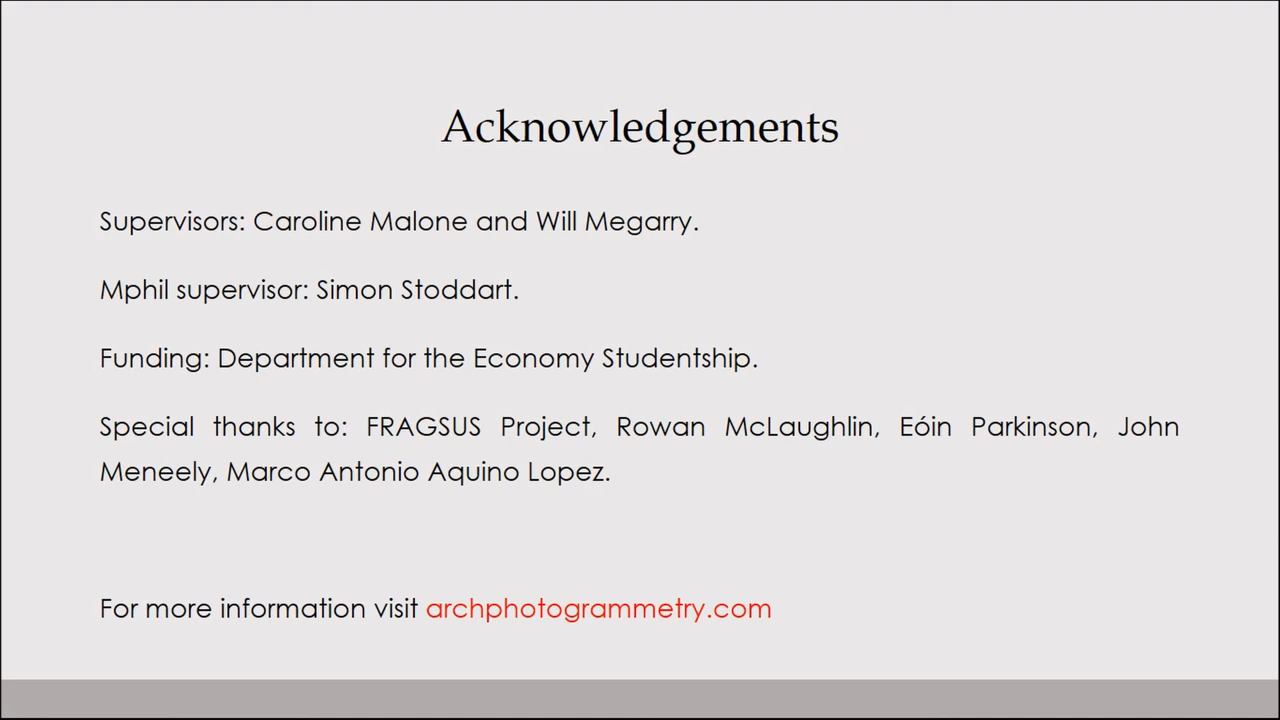 Acknowledgements
Supervisors: Caroline Malone and Will Megarry.
Mphil supervisor: Simon Stoddart.
Funding: Department for the Economy Studentship.
Special thanks to: FRAGSUS Project, Rowan McLaughlin, Eóin Parkinson, John
Meneely, Marco Antonio Aquino Lopez.
For more information visit archphotogrammetry.com